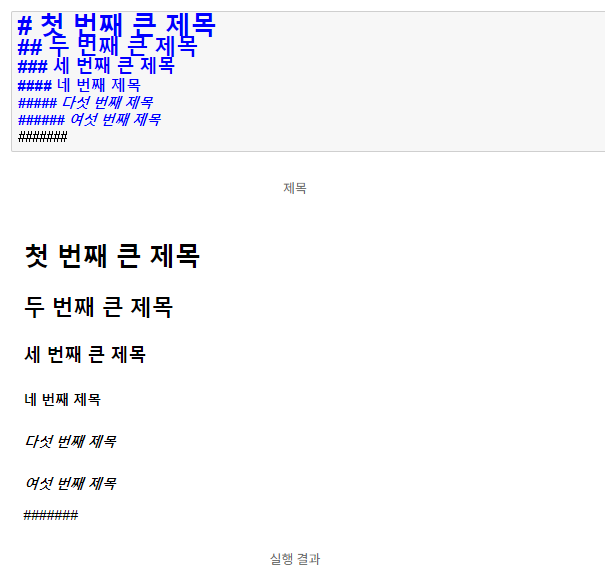 # 첫 번째 큰 제목
## 두 번째 큰 제목
### 세 번째 큰 제목
#### 네 번째 제목
##### 다섯 번째 제목
###### 여섯 번째 제목
#######
제목
첫 번째 큰 제목
두 번째 큰 제목
세 번째 큰 제목
네 번째 제목
다섯 번째 제목
여섯 번째 제목
#######
실행 결과